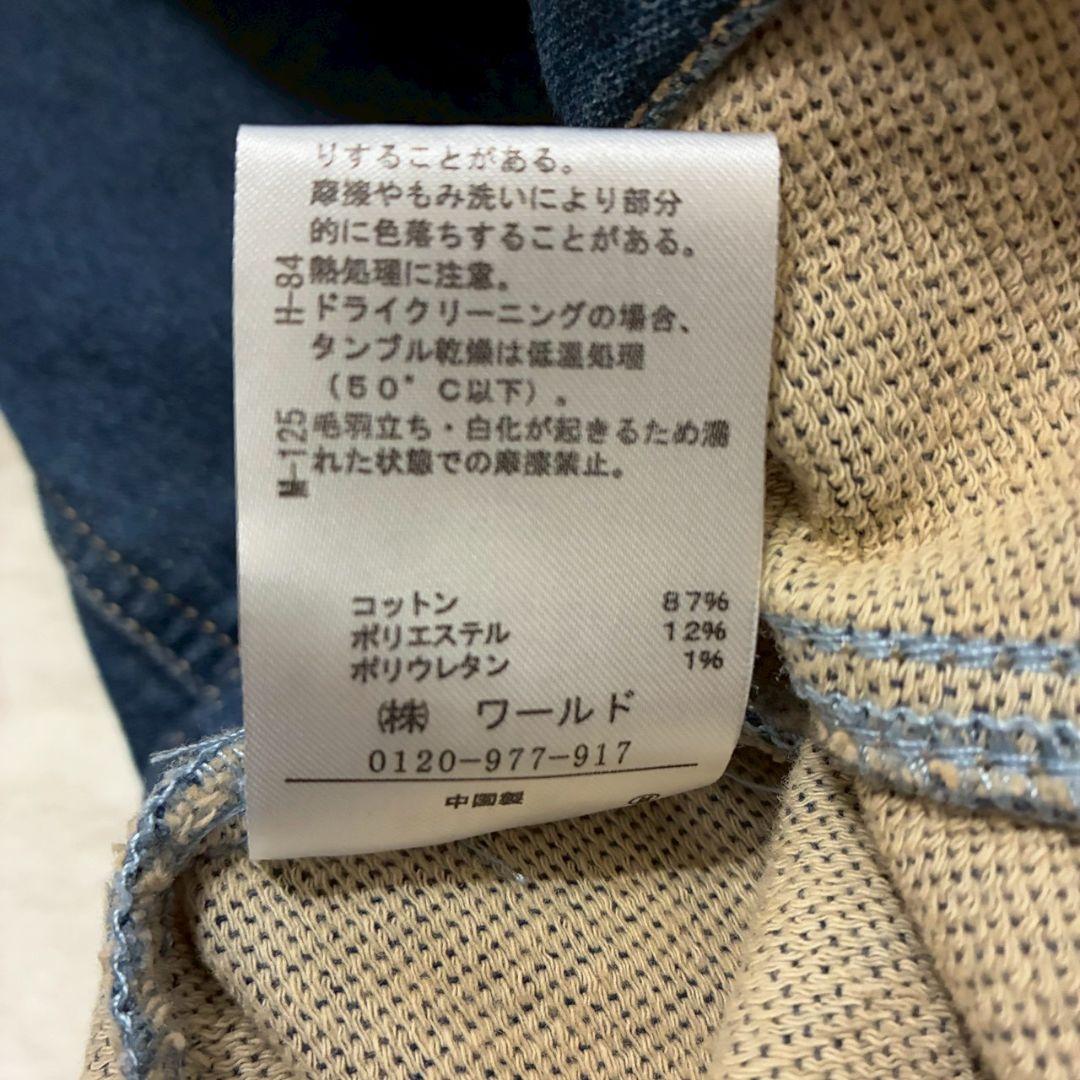 りすることがある。
摩擦やもみ洗いにより部分
的に色落ちすることがある。
熱処理に注意。
ドライクリーニングの場合、
タンブル乾燥は低温処理
（５０°Ｃ以下）。
毛羽立ち・白化が起きるため濡
れた状態での摩擦禁止。
H-84
H-125
コットン 87%
ポリエステル 12%
ポリウレタン 1%
(株) ワールド
0120-977-917
中国製